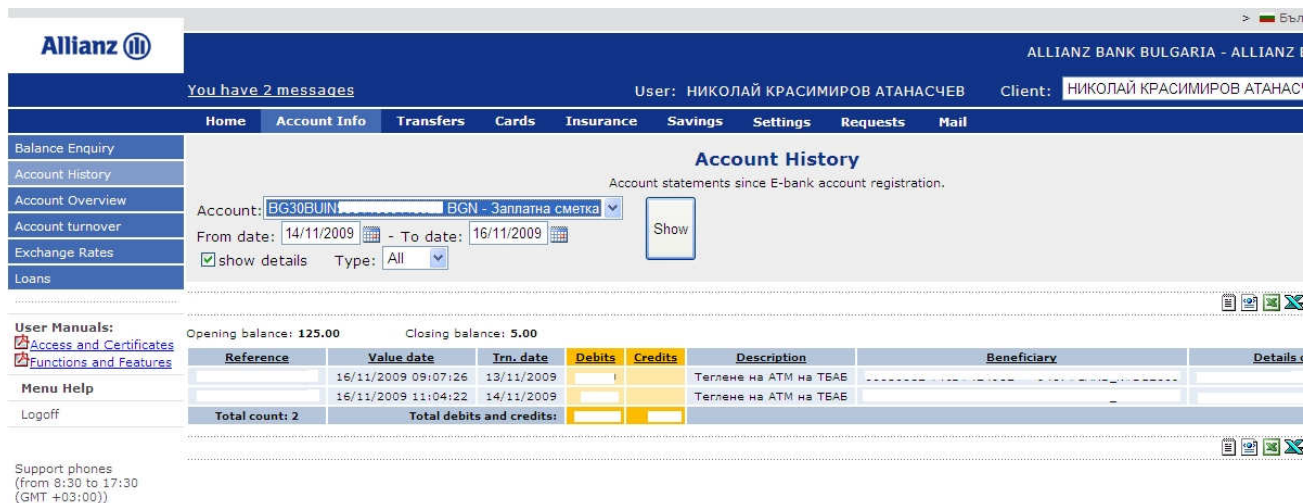 > Бъл
Allianz
ALLIANZ BANK BULGARIA - ALLIANZ
You have 2 messages User: НИКОЛАЙ КРАСИМИРОВ АТАНАСЧЕВ Client: НИКОЛАЙ КРАСИМИРОВ АТАНАСЧ
Home Account Info Transfers Cards Insurance Savings Settings Requests Mail
Balance Enquiry
Account History
Account Overview
Account turnover
Exchange Rates
Loans
User Manuals:
Access and Certificates
Functions and Features
Menu Help
Logoff
Support phones
(from 8:30 to 17:30
(GMT +03:00))
Account History
Account statements since E-bank account registration.
Account: BG30BUIN BGN - Заплатна сметка
Show
From date: 14/11/2009 - To date: 16/11/2009
show details Type: All
Opening balance: 125.00 Closing balance: 5.00
Reference Value date Trn. date Debits Credits Description Beneficiary Details
16/11/2009 09:07:26 13/11/2009 Теглене на АТМ на ТБАБ
16/11/2009 11:04:22 14/11/2009 Теглене на АТМ на ТБАБ
Total count: 2 Total debits and credits: